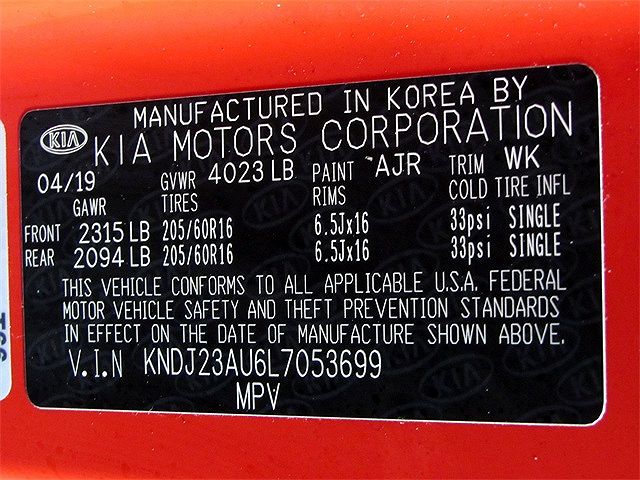 MANUFACTURED IN KOREA BY
KIA KIA MOTORS CORPORATION
04/19 GVWR 4023 LB PAINT AJR TRIM WK
GAWR TIRES RIMS COLD TIRE INFL
FRONT 2315 LB 205/60R16 6.5Jx16 33psi SINGLE
REAR 2094 LB 205/60R16 6.5Jx16 33psi SINGLE
THIS VEHICLE CONFORMS TO ALL APPLICABLE U.S.A. FEDERAL
MOTOR VEHICLE SAFETY AND THEFT PREVENTION STANDARDS
IN EFFECT ON THE DATE OF MANUFACTURE SHOWN ABOVE.
V.I.N KNDJ23AU6L7053699
MPV